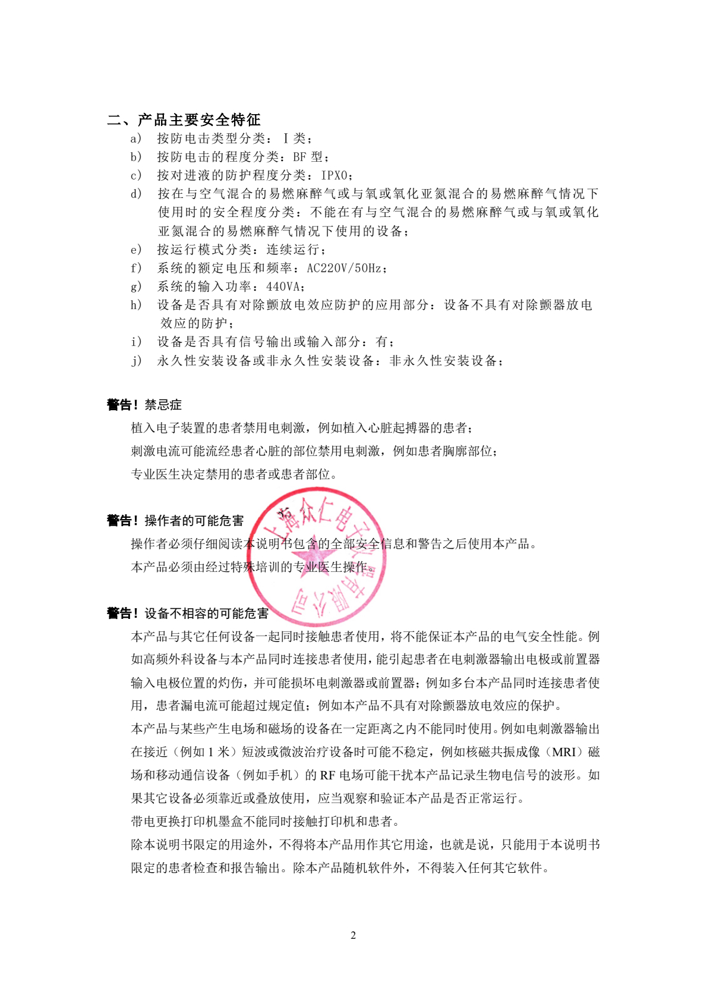 二、产品主要安全特征
a) 按防电击类型分类：Ⅰ类；
b) 按防电击的程度分类：BF 型；
c) 按对进液的防护程度分类：IPX0；
d) 按在与空气混合的易燃麻醉气或与氧或氧化亚氮混合的易燃麻醉气情况下
使用时的安全程度分类：不能在有与空气混合的易燃麻醉气或与氧或氧化
亚氮混合的易燃麻醉气情况下使用的设备；
e) 按运行模式分类：连续运行；
f) 系统的额定电压和频率：AC220V/50Hz；
g) 系统的输入功率：440VA；
h) 设备是否具有对除颤放电效应防护的应用部分：设备不具有对除颤器放电
效应的防护；
i) 设备是否具有信号输出或输入部分：有；
j) 永久性安装设备或非永久性安装设备：非永久性安装设备；
警告！禁忌症
植入电子装置的患者禁用电刺激，例如植入心脏起搏器的患者；
刺激电流可能流经患者心脏的部位禁用电刺激，例如患者胸廓部位；
专业医生决定禁用的患者或患者部位。
上海众仁电子仪器有限公司
警告！操作者的可能危害
操作者必须仔细阅读本说明书包含的全部安全信息和警告之后使用本产品。
本产品必须由经过特殊培训的专业医生操作。
警告！设备不相容的可能危害
本产品与其它任何设备一起同时接触患者使用，将不能保证本产品的电气安全性能。例
如高频外科设备与本产品同时连接患者使用，能引起患者在电刺激器输出电极或前置器
输入电极位置的灼伤，并可能损坏电刺激器或前置器；例如多台本产品同时连接患者使
用，患者漏电流可能超过规定值；例如本产品不具有对除颤器放电效应的保护。
本产品与某些产生电场和磁场的设备在一定距离之内不能同时使用。例如电刺激器输出
在接近（例如 1 米）短波或微波治疗设备时可能不稳定，例如核磁共振成像（MRI）磁
场和移动通信设备（例如手机）的 RF 电场可能干扰本产品记录生物电信号的波形。如
果其它设备必须靠近或叠放使用，应当观察和验证本产品是否正常运行。
带电更换打印机墨盒不能同时接触打印机和患者。
除本说明书限定的用途外，不得将本产品用作其它用途，也就是说，只能用于本说明书
限定的患者检查和报告输出。除本产品随机软件外，不得装入任何其它软件。
2